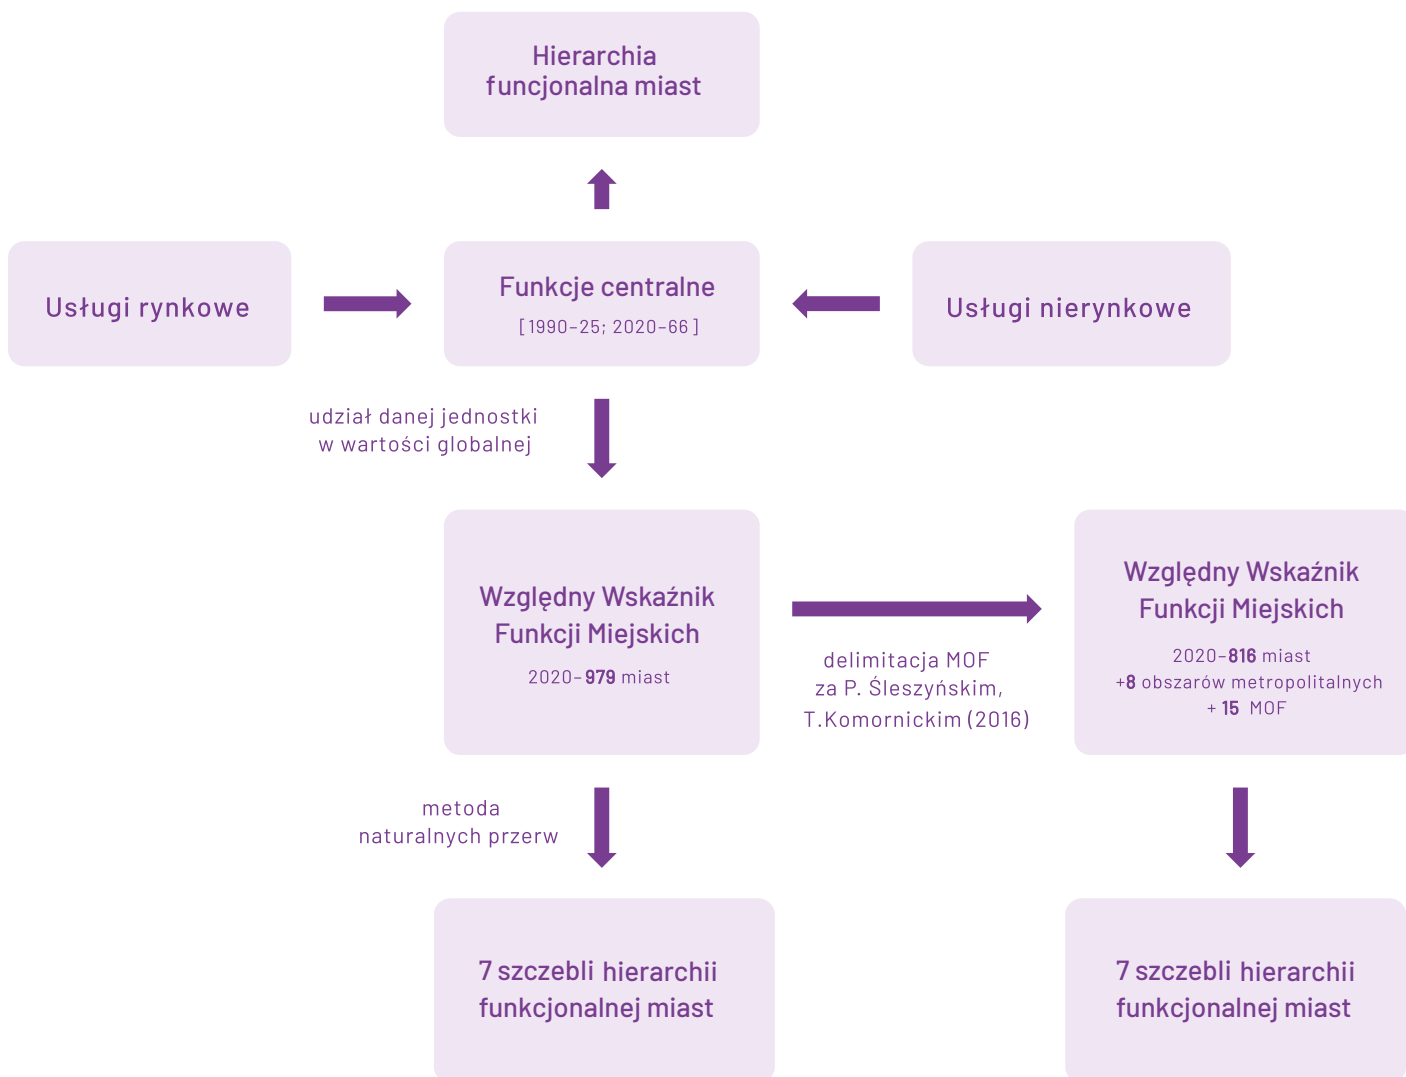 Hierarchia
funcjonalna miast
Usługi rynkowe
Funkcje centralne
[1990–25; 2020–66]
Usługi nierynkowe
udział danej jednostki
w wartości globalnej
Względny Wskaźnik
Funkcji Miejskich
2020–979 miast
delimitacja MOF
za P. Śleszyńskim,
T.Komornickim (2016)
Względny Wskaźnik
Funkcji Miejskich
2020–816 miast
+8 obszarów metropolitalnych
+ 15 MOF
metoda
naturalnych przerw
7 szczebli hierarchii
funkcjonalnej miast
7 szczebli hierarchii
funkcjonalnej miast